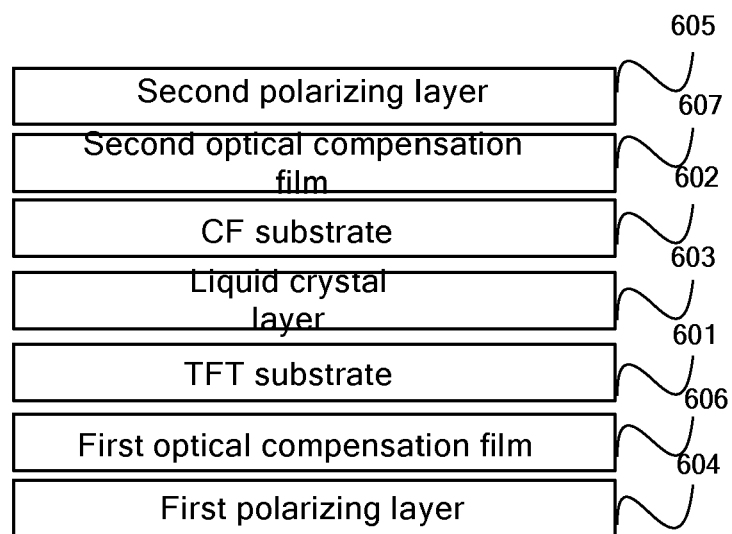 605
Second polarizing layer
607
Second optical compensation
film
602
CF substrate
603
Liquid crystal
layer
601
TFT substrate
606
First optical compensation film
604
First polarizing layer